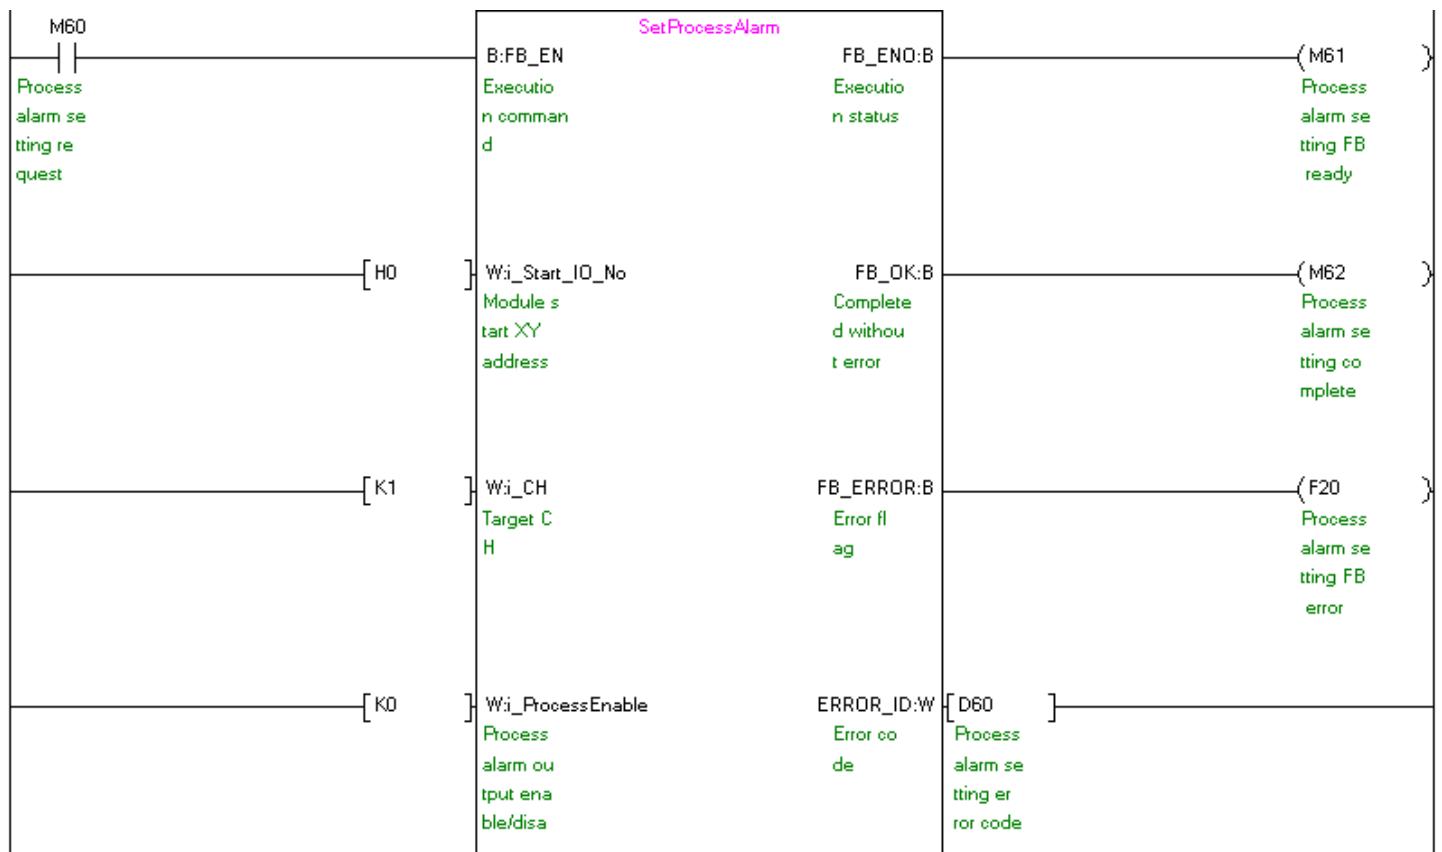 M60
SetProcessAlarm
B:FB_EN
FB_ENO:B
M61
Process
alarm se
tting re
quest
Executio
n comman
d
Executio
n status
Process
alarm se
tting FB
ready
H0
W:i_Start_IO_No
FB_OK:B
M62
Module s
tart XY
address
Complete
d withou
t error
Process
alarm se
tting co
mplete
K1
W:i_CH
FB_ERROR:B
F20
Target C
H
Error fl
ag
Process
alarm se
tting FB
error
K0
W:i_ProcessEnable
ERROR_ID:W
D60
Process
alarm ou
tput ena
ble/disa
Error co
de
Process
alarm se
tting er
ror code